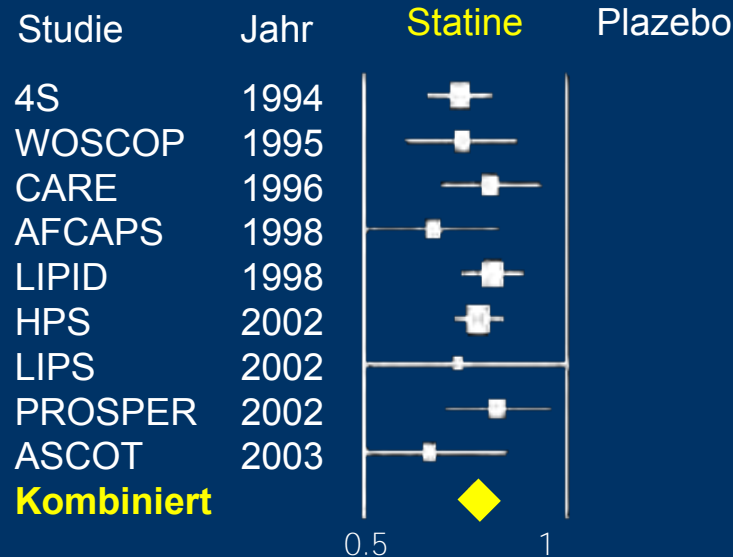 Studie Jahr Statine Plazebo
4S 1994
WOSCOP 1995
CARE 1996
AFCAPS 1998
LIPID 1998
HPS 2002
LIPS 2002
PROSPER 2002
ASCOT 2003
Kombiniert
0.5 1